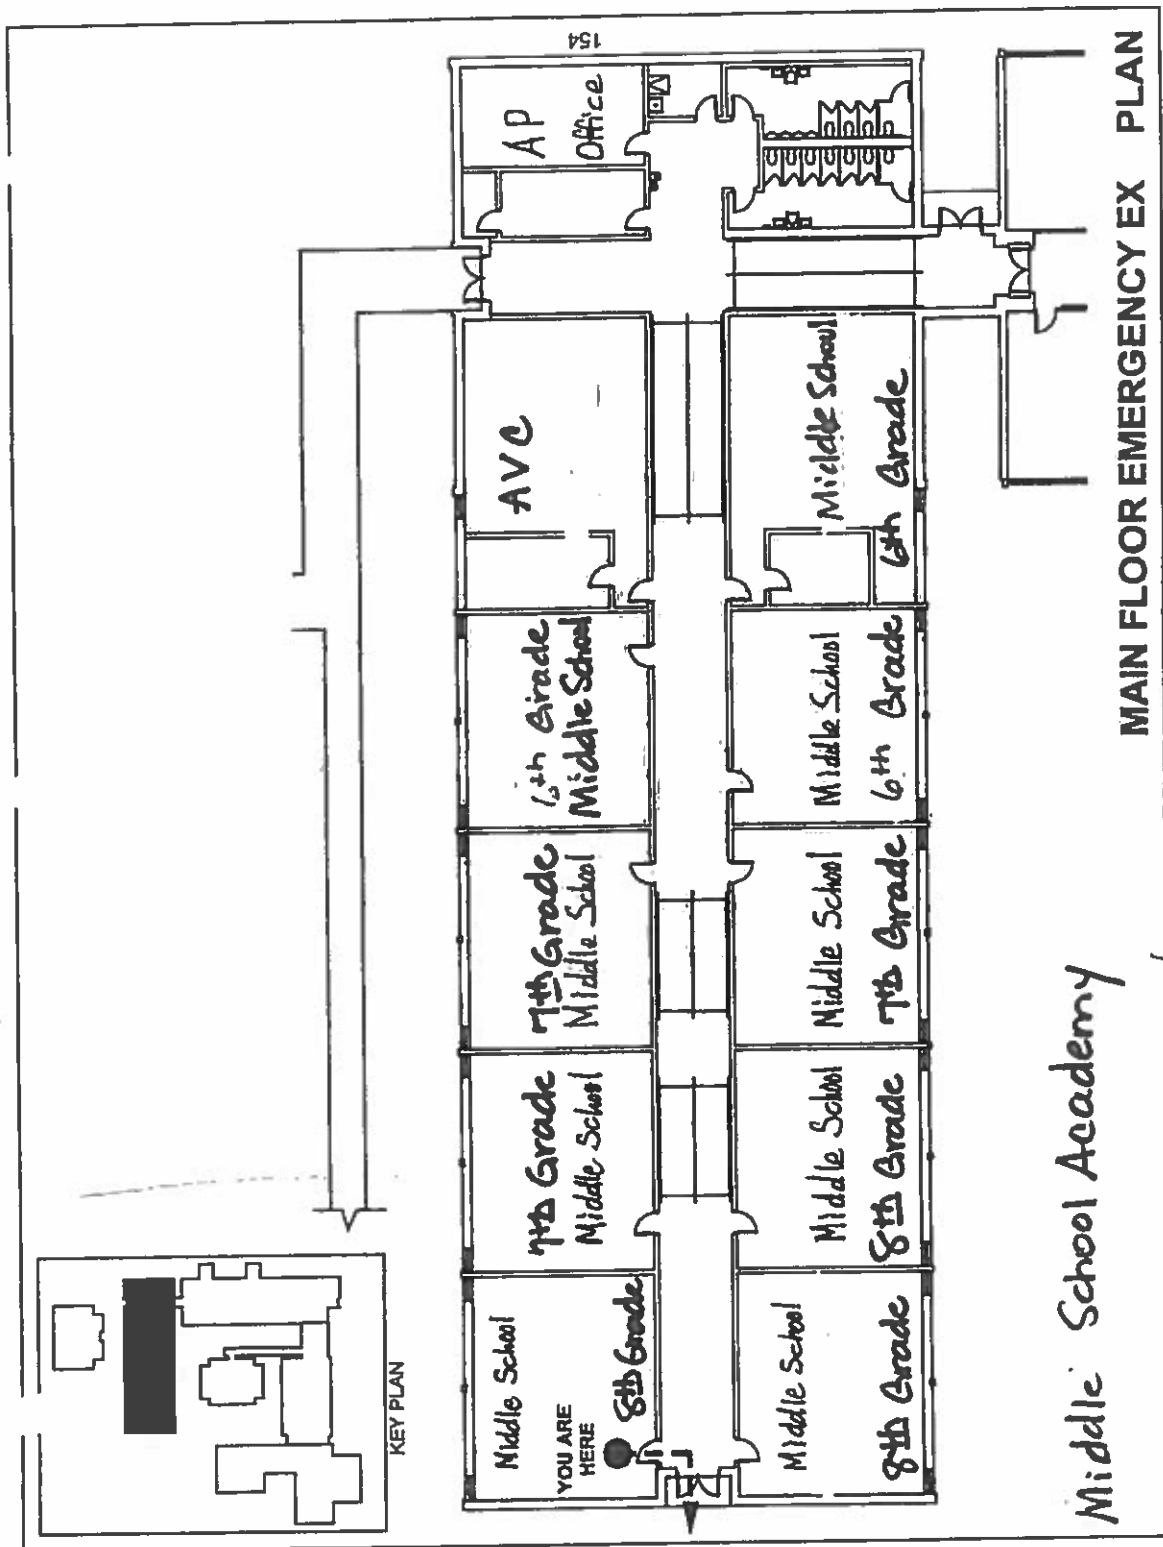 154
MAIN FLOOR EMERGENCY EX PLAN
AP
Office
AVC
Middle School
6th Grade
6th Grade
Middle School
Middle School
6th Grade
7th Grade
Middle School
Middle School
7th Grade
7th Grade
Middle School
Middle School
8th Grade
Middle School
8th Grade
YOU ARE
HERE
Middle School
8th Grade
KEY PLAN
Middle School Academy